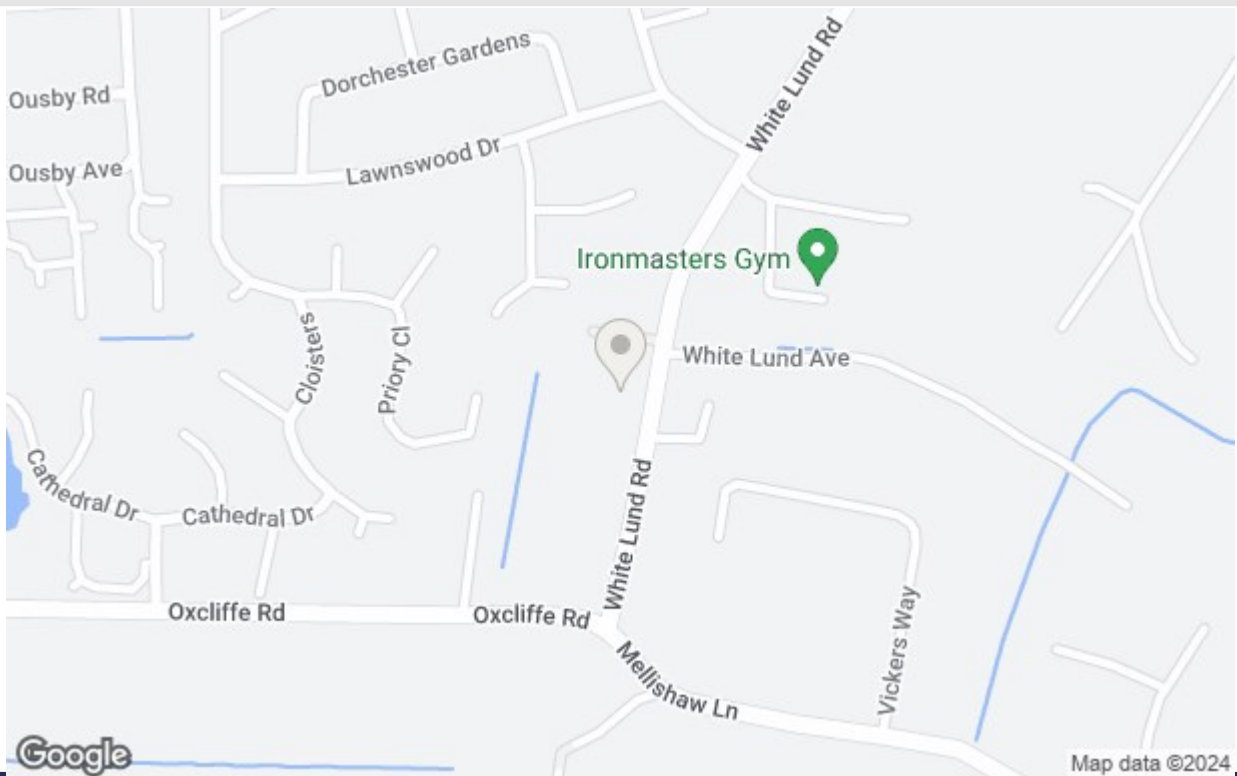 White Lund Rd
Dorchester Gardens
Ousby Rd
Lawnswood Dr
Ousby Ave
Ironmasters Gym
Cloisters
Priory Cl
White Lund Ave
Cathedral Dr
Cathedral Dr
White Lund Rd
Oxcliffe Rd
Oxcliffe Rd
Vickers Way
Mellishaw Ln
Google
Map data ©2024